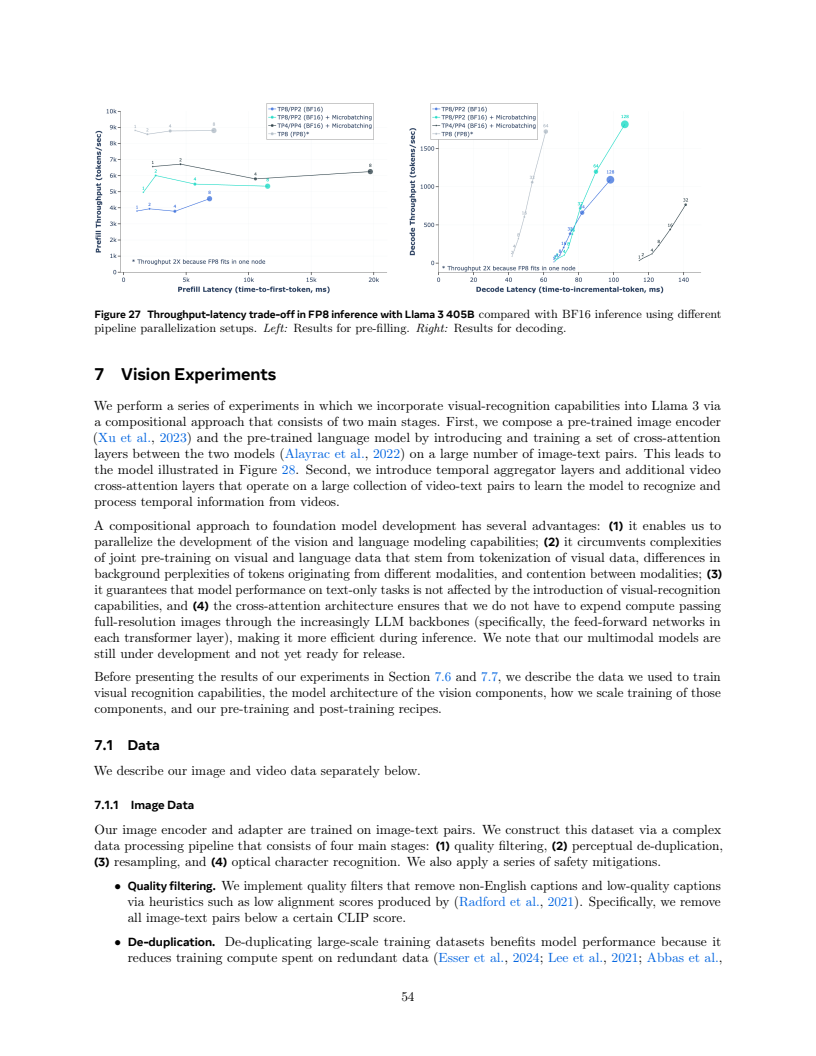 10k
9k
8k
7k
6k
5k
4k
3k
2k
1k
0
Prefill Throughput (tokens/sec)
TP8/PP2 (BF16)
TP8/PP2 (BF16) + Microbatching
TP4/PP4 (BF16) + Microbatching
TP8 (FP8)*
* Throughput 2X because FP8 fits in one node
0 5k 10k 15k 20k
Prefill Latency (time-to-first-token, ms)
1500
1000
500
0
Decode Throughput (tokens/sec)
TP8/PP2 (BF16)
TP8/PP2 (BF16) + Microbatching
TP4/PP4 (BF16) + Microbatching
TP8 (FP8)*
* Throughput 2X because FP8 fits in one node
0 20 40 60 80 100 120 140
Decode Latency (time-to-incremental-token, ms)
Figure 27 Throughput-latency trade-off in FP8 inference with Llama 3 405B compared with BF16 inference using different
pipeline parallelization setups. Left: Results for pre-filling. Right: Results for decoding.
7 Vision Experiments
We perform a series of experiments in which we incorporate visual-recognition capabilities into Llama 3 via
a compositional approach that consists of two main stages. First, we compose a pre-trained image encoder
(Xu et al., 2023) and the pre-trained language model by introducing and training a set of cross-attention
layers between the two models (Alayrac et al., 2022) on a large number of image-text pairs. This leads to
the model illustrated in Figure 28. Second, we introduce temporal aggregator layers and additional video
cross-attention layers that operate on a large collection of video-text pairs to learn the model to recognize and
process temporal information from videos.
A compositional approach to foundation model development has several advantages: (1) it enables us to
parallelize the development of the vision and language modeling capabilities; (2) it circumvents complexities
of joint pre-training on visual and language data that stem from tokenization of visual data, differences in
background perplexities of tokens originating from different modalities, and contention between modalities; (3)
it guarantees that model performance on text-only tasks is not affected by the introduction of visual-recognition
capabilities, and (4) the cross-attention architecture ensures that we do not have to expend compute passing
full-resolution images through the increasingly LLM backbones (specifically, the feed-forward networks in
each transformer layer), making it more efficient during inference. We note that our multimodal models are
still under development and not yet ready for release.
Before presenting the results of our experiments in Section 7.6 and 7.7, we describe the data we used to train
visual recognition capabilities, the model architecture of the vision components, how we scale training of those
components, and our pre-training and post-training recipes.
7.1 Data
We describe our image and video data separately below.
7.1.1 Image Data
Our image encoder and adapter are trained on image-text pairs. We construct this dataset via a complex
data processing pipeline that consists of four main stages: (1) quality filtering, (2) perceptual de-duplication,
(3) resampling, and (4) optical character recognition. We also apply a series of safety mitigations.
• Quality filtering. We implement quality filters that remove non-English captions and low-quality captions
via heuristics such as low alignment scores produced by (Radford et al., 2021). Specifically, we remove
all image-text pairs below a certain CLIP score.
• De-duplication. De-duplicating large-scale training datasets benefits model performance because it
reduces training compute spent on redundant data (Esser et al., 2024; Lee et al., 2021; Abbas et al.,
54